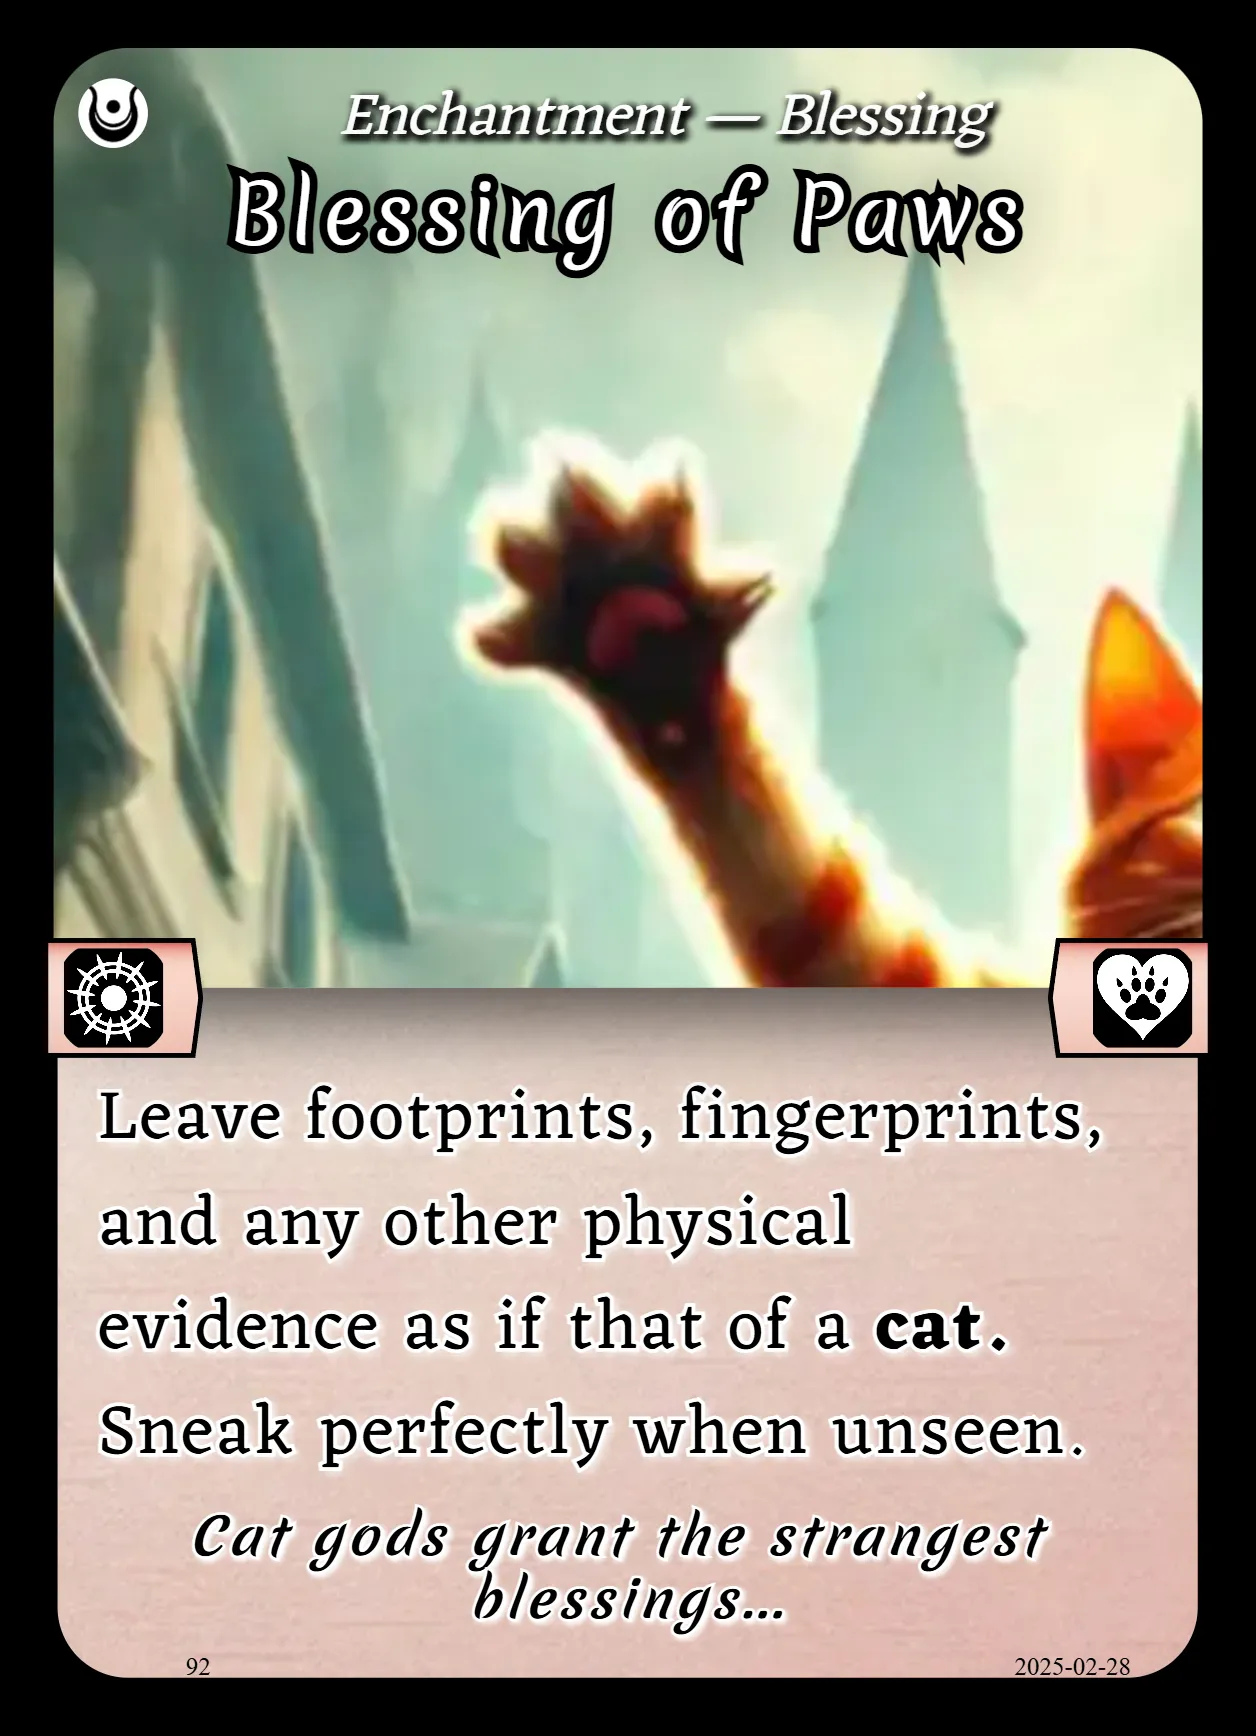 Enchantment — Blessing
Blessing of Paws
Leave footprints, fingerprints,
and any other physical
evidence as if that of a cat.
Sneak perfectly when unseen.
Cat gods grant the strangest
blessings...
92
2025-02-28